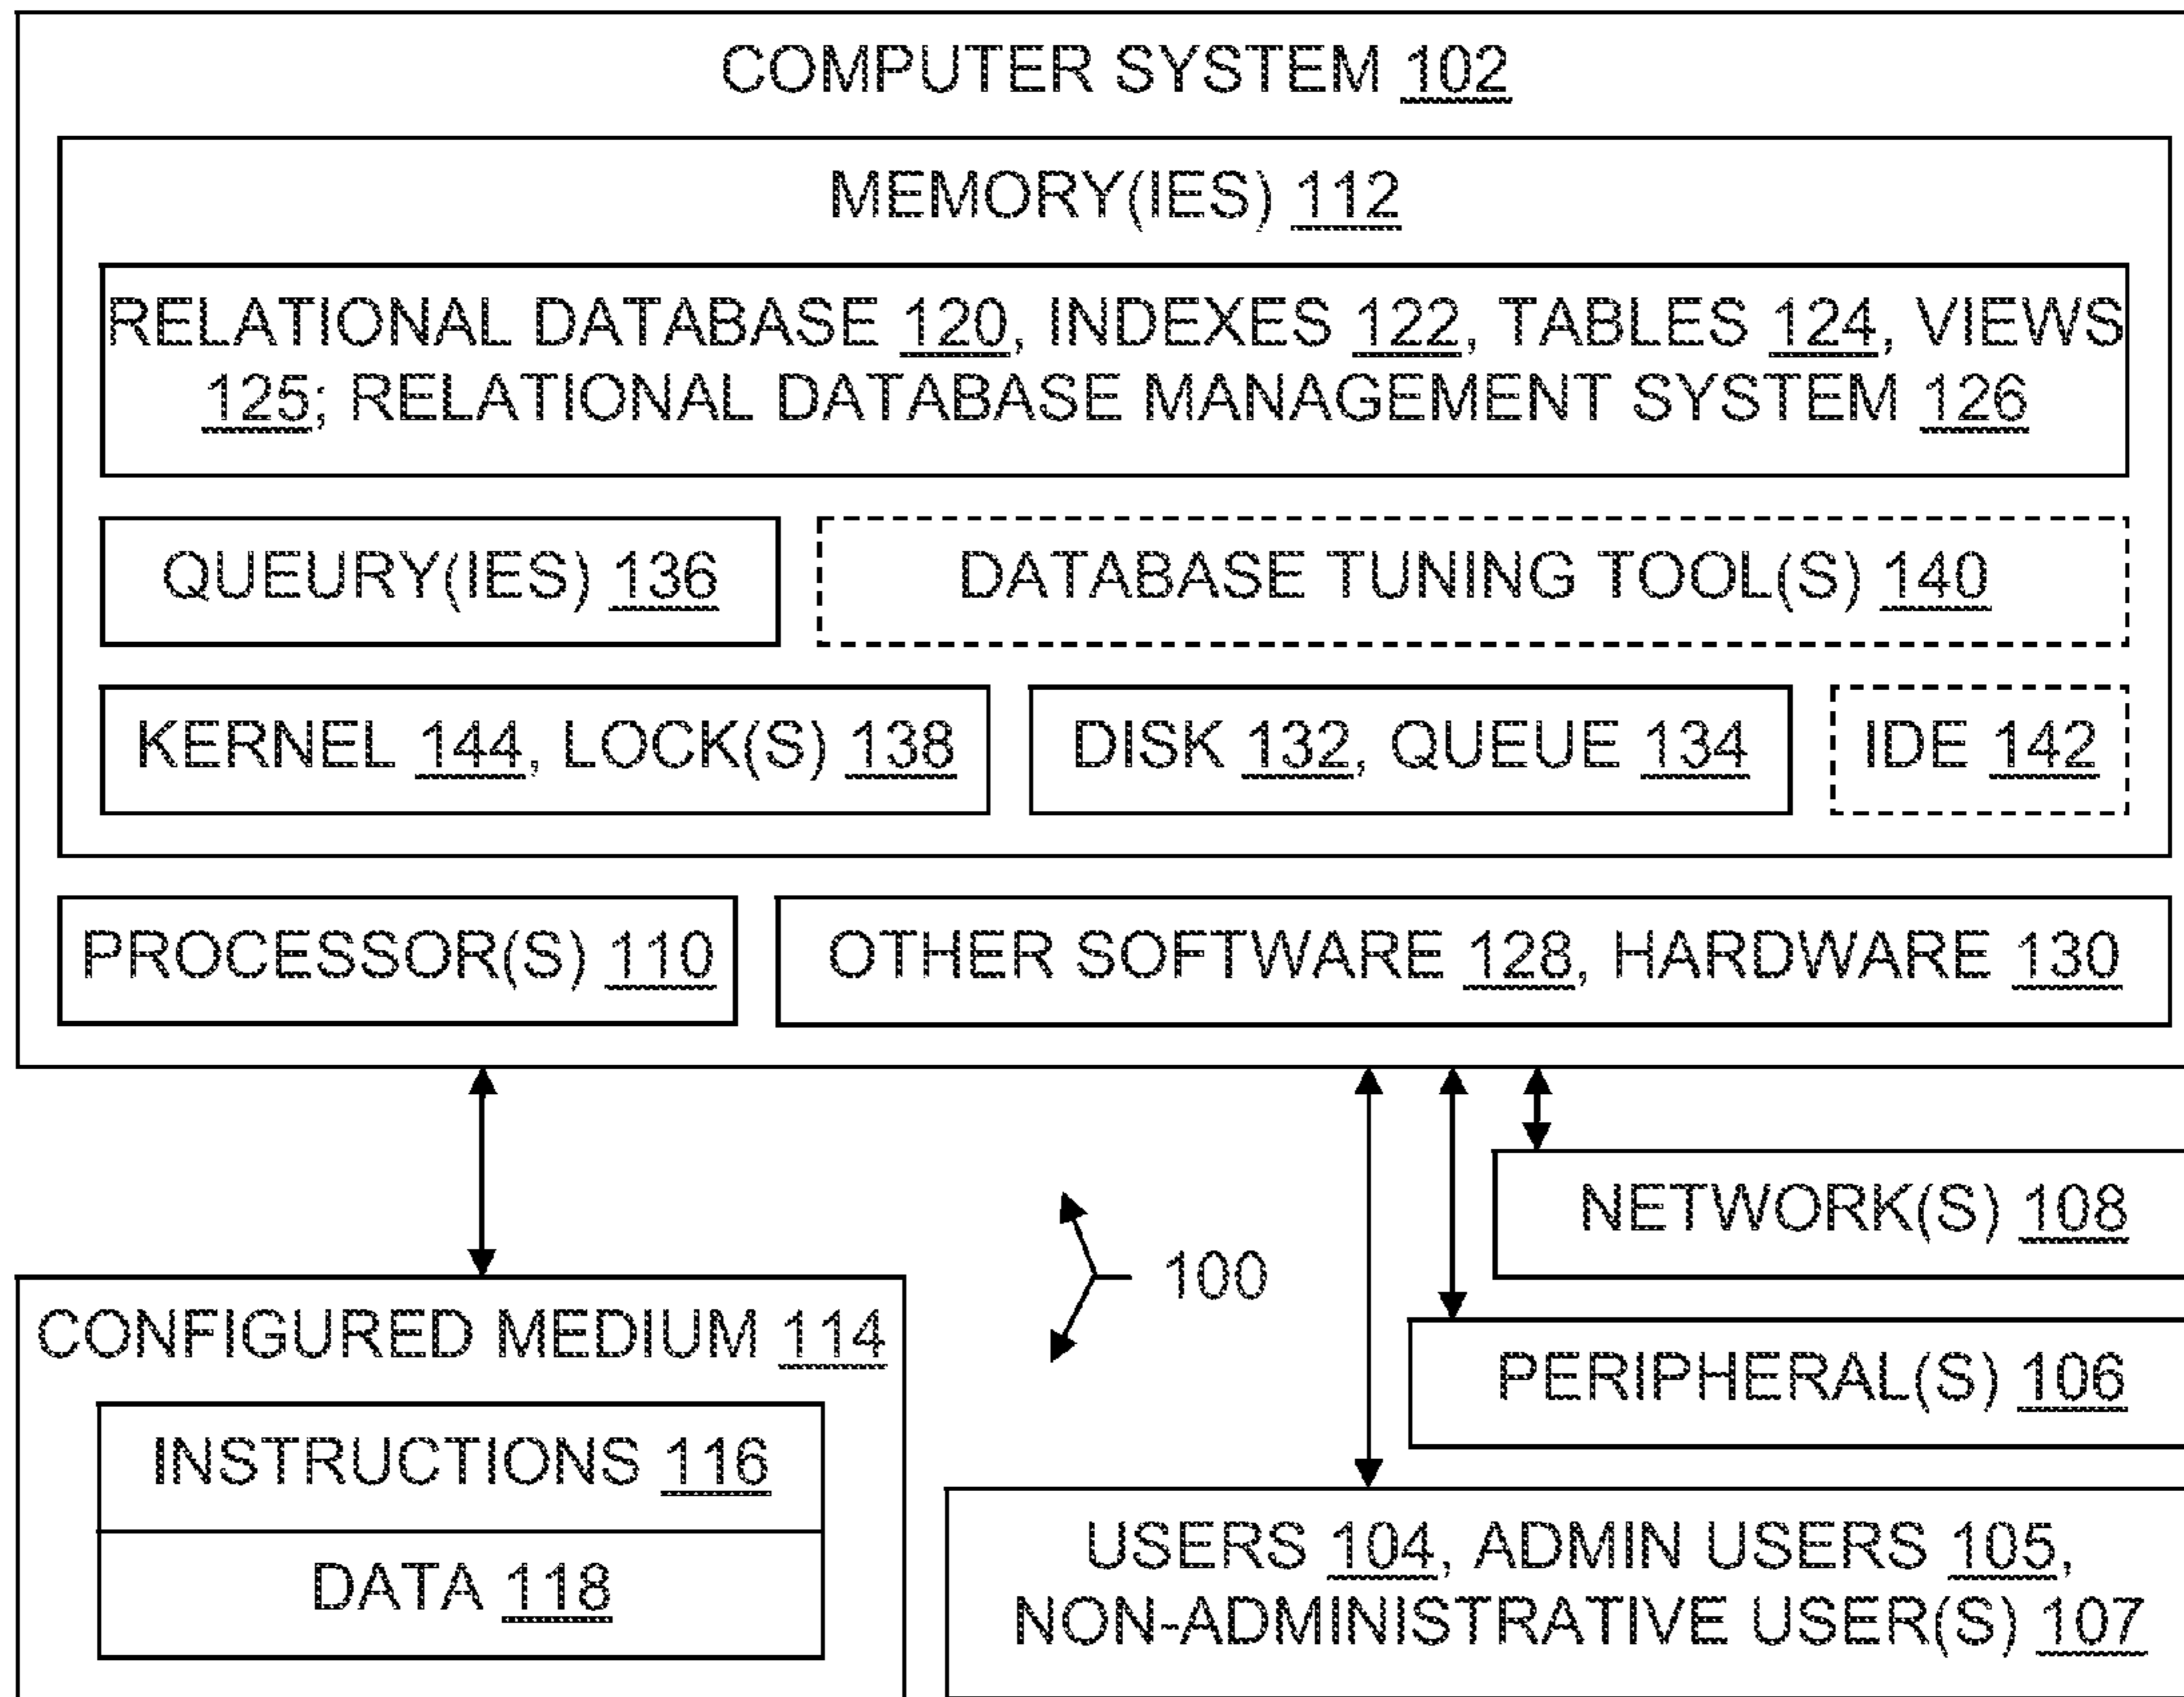 COMPUTER SYSTEM 102
MEMORY(IES) 112
RELATIONAL DATABASE 120, INDEXES 122, TABLES 124, VIEWS
125; RELATIONAL DATABASE MANAGEMENT SYSTEM 126
QUEURY(IES) 136
DATABASE TUNING TOOL(S) 140
KERNEL 144, LOCK(S) 138
DISK 132, QUEUE 134
IDE 142
PROCESSOR(S) 110
OTHER SOFTWARE 128, HARDWARE 130
NETWORK(S) 108
100
CONFIGURED MEDIUM 114
PERIPHERAL(S) 106
INSTRUCTIONS 116
DATA 118
USERS 104, ADMIN USERS 105,
NON-ADMINISTRATIVE USER(S) 107